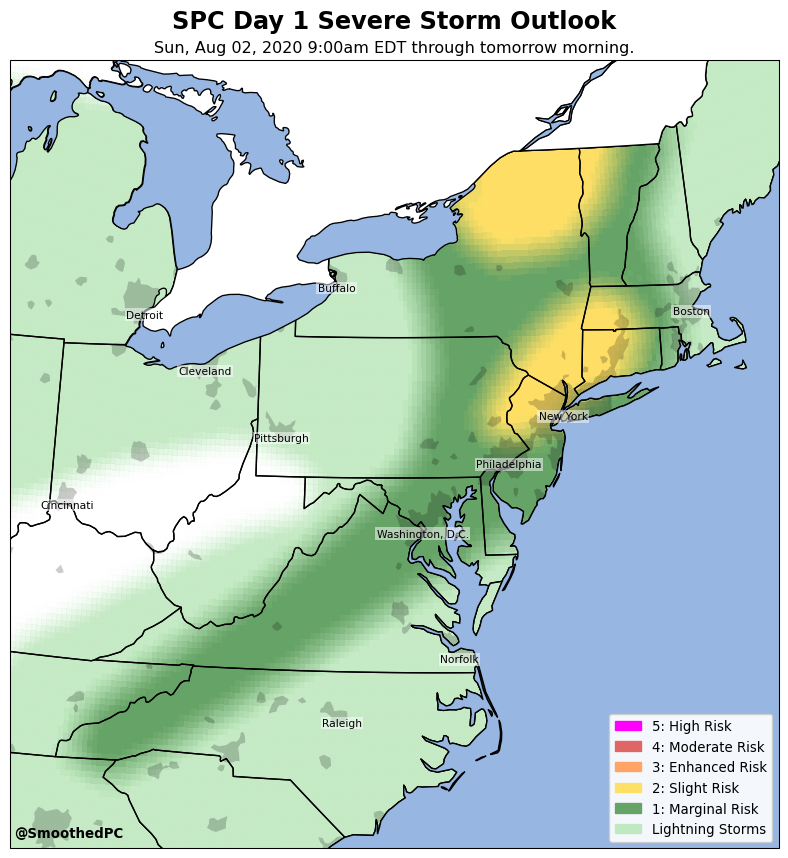 SPC Day 1 Severe Storm Outlook
Sun, Aug 02, 2020 9:00am EDT through tomorrow morning.
Buffalo
Detroit
Boston
Cleveland
New York
Pittsburgh
Philadelphia
Cincinnati
Washington, D.C.
Norfolk
Raleigh
5: High Risk
4: Moderate Risk
3: Enhanced Risk
2: Slight Risk
1: Marginal Risk
Lightning Storms
@SmoothedPC